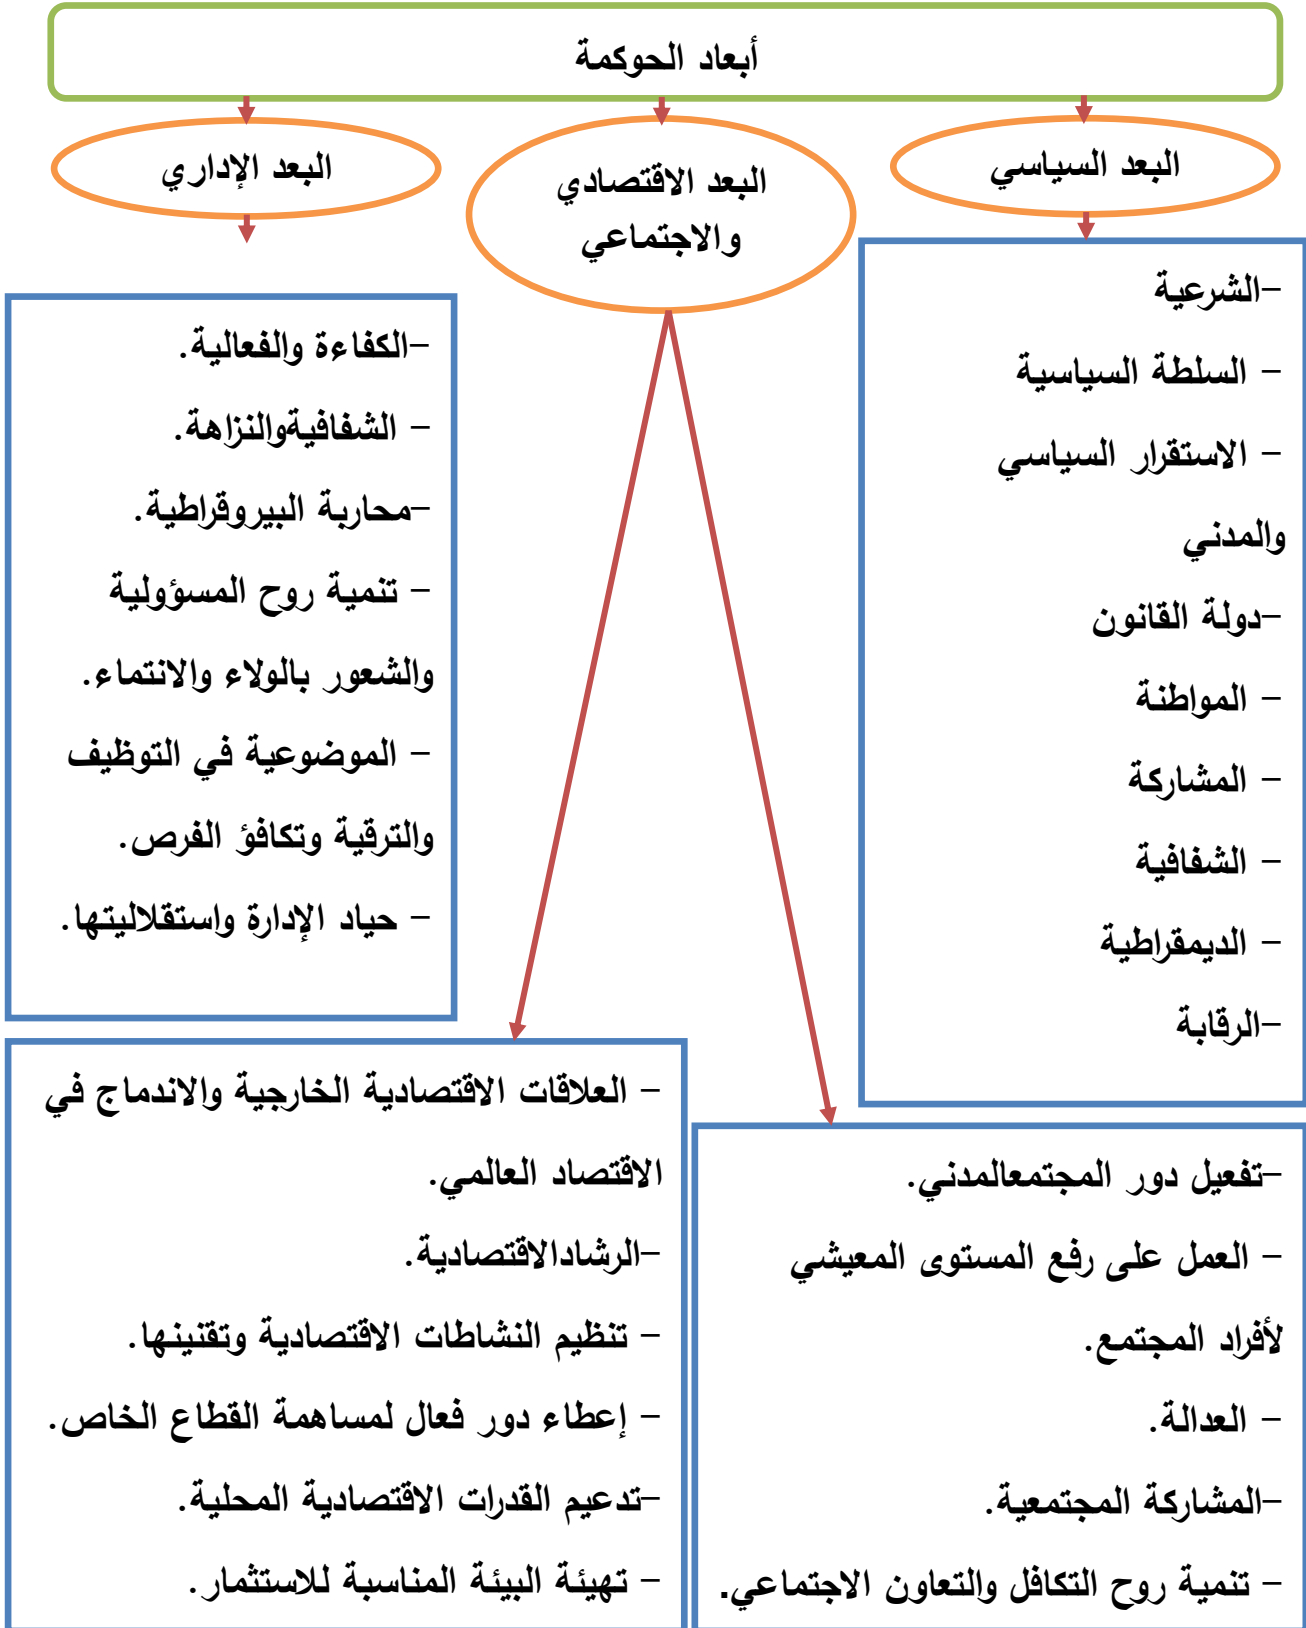 أبعاد الحوكمة
البعد السياسي
البعد الاقتصادي
والاجتماعي
البعد الإداري
-الشرعية
- السلطة السياسية
- الاستقرار السياسي
والمدني
-دولة القانون
- المواطنة
- المشاركة
- الشفافية
- الديمقراطية
-الرقابة
-الكفاءة والفعالية.
- الشفافيةوالنزاهة.
-محاربة البيروقراطية.
- تنمية روح المسؤولية
والشعور بالولاء والانتماء.
- الموضوعية في التوظيف
والترقية وتكافؤ الفرص.
- حياد الإدارة واستقلاليتها.
-تفعيل دور المجتمعالمدني.
- العمل على رفع المستوى المعيشي
لأفراد المجتمع.
- العدالة.
-المشاركة المجتمعية.
- تنمية روح التكافل والتعاون الاجتماعي.
- العلاقات الاقتصادية الخارجية والاندماج في
الاقتصاد العالمي.
-الرشادالاقتصادية.
- تنظيم النشاطات الاقتصادية وتقنينها.
- إعطاء دور فعال لمساهمة القطاع الخاص.
-تدعيم القدرات الاقتصادية المحلية.
- تهيئة البيئة المناسبة للاستثمار.